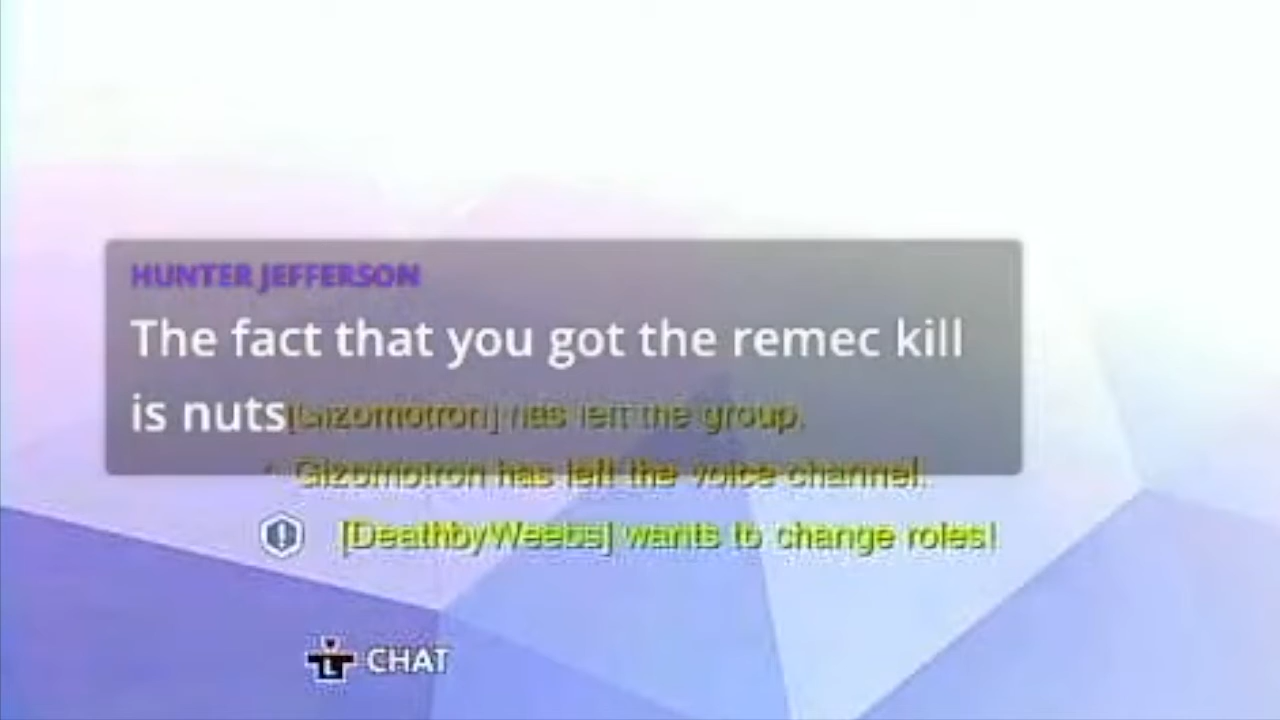 HUNTER JEFFERSON
The fact that you got the remec kill
is nuts
[Gizomotron] has left the group.
Gizomotron has left the voice channel.
[DeathbyWeebs] wants to change roles!
L CHAT